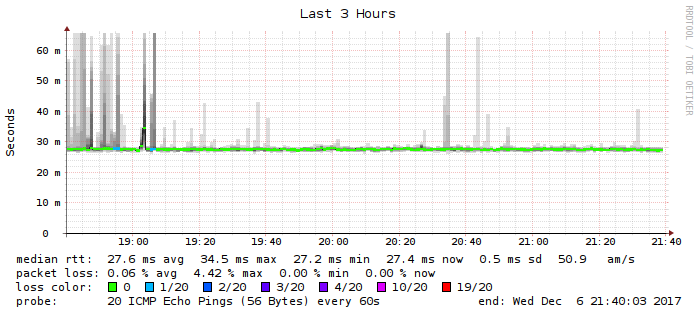 Last 3 Hours
RRDTOOL / TOBI OETIKER
Seconds
60 m
50 m
40 m
30 m
20 m
10 m
0
19:00 19:20 19:40 20:00 20:20 20:40 21:00 21:20 21:40
median rtt: 27.6 ms avg 34.5 ms max 27.2 ms min 27.4 ms now 0.5 ms sd 50.9 am/s
packet loss: 0.06 % avg 4.42 % max 0.00 % min 0.00 % now
loss color: 0 1/20 2/20 3/20 4/20 10/20 19/20
probe: 20 ICMP Echo Pings (56 Bytes) every 60s end: Wed Dec 6 21:40:03 2017